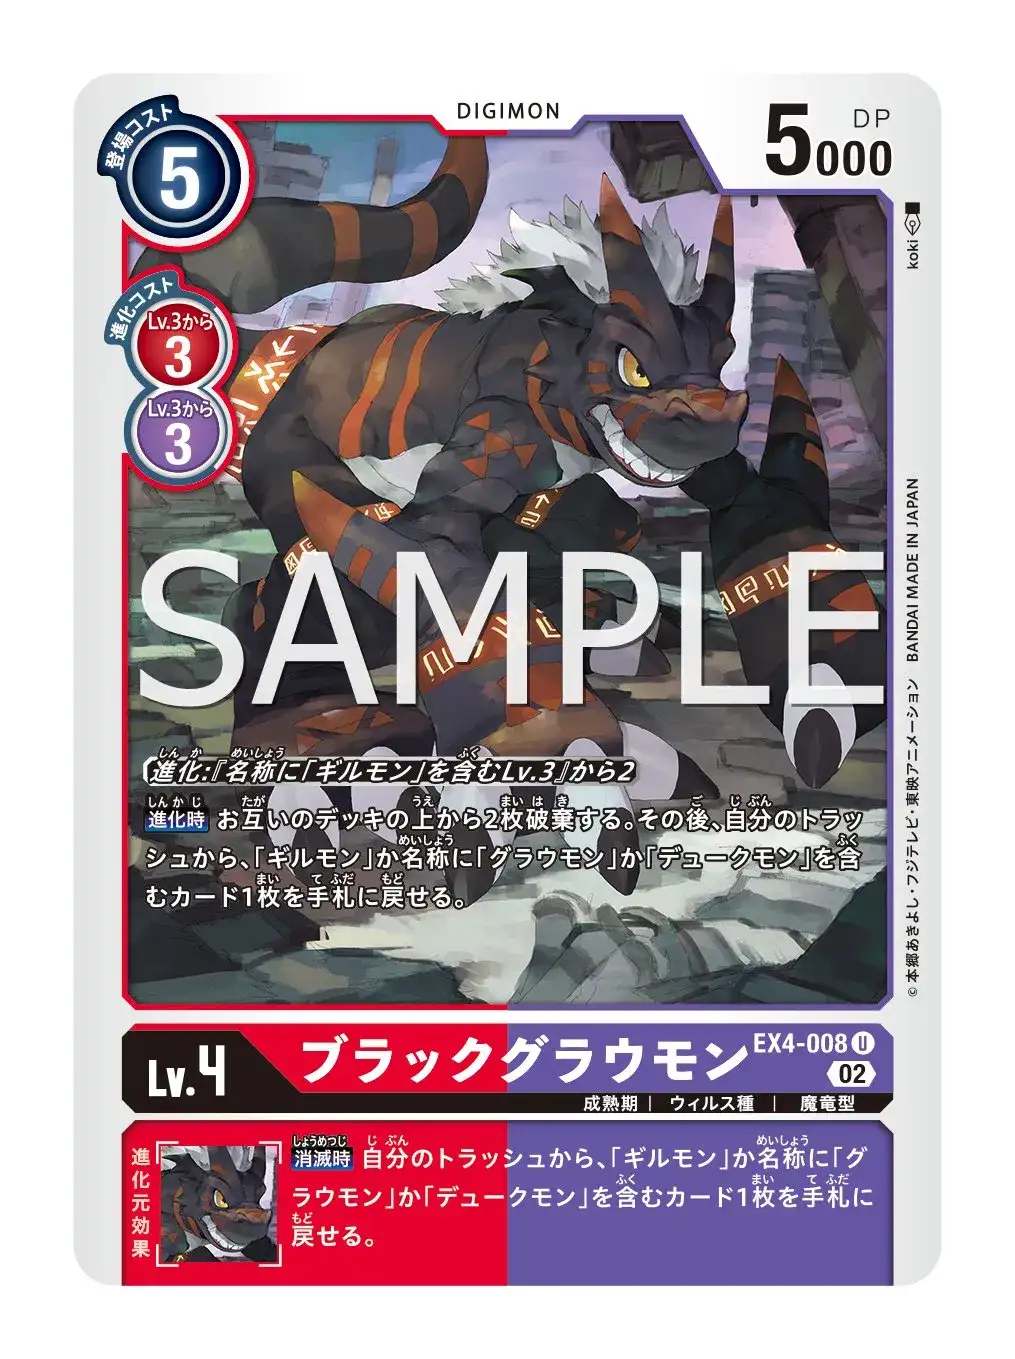 DIGIMON
登場コスト
5
5000
DP
koki
進化コスト
Lv.3から
3
Lv.3から
3
SAMPLE
進化:『名称に「ギルモン」を含むLv.3』から2
進化時 お互いのデッキの上から2枚破棄する。その後、自分のトラッ
シュから、「ギルモン」か名称に「グラウモン」か「デュークモン」を含
むカード1枚を手札に戻せる。
©本郷あきよし・フジテレビ・東映アニメーション BANDAI MADE IN JAPAN
Lv.4
ブラックグラウモン
EX4-008 U
02
成熟期 | ウィルス種 | 魔竜型
進化元効果
消滅時 自分のトラッシュから、「ギルモン」か名称に「グ
ラウモン」か「デュークモン」を含むカード1枚を手札に
戻せる。